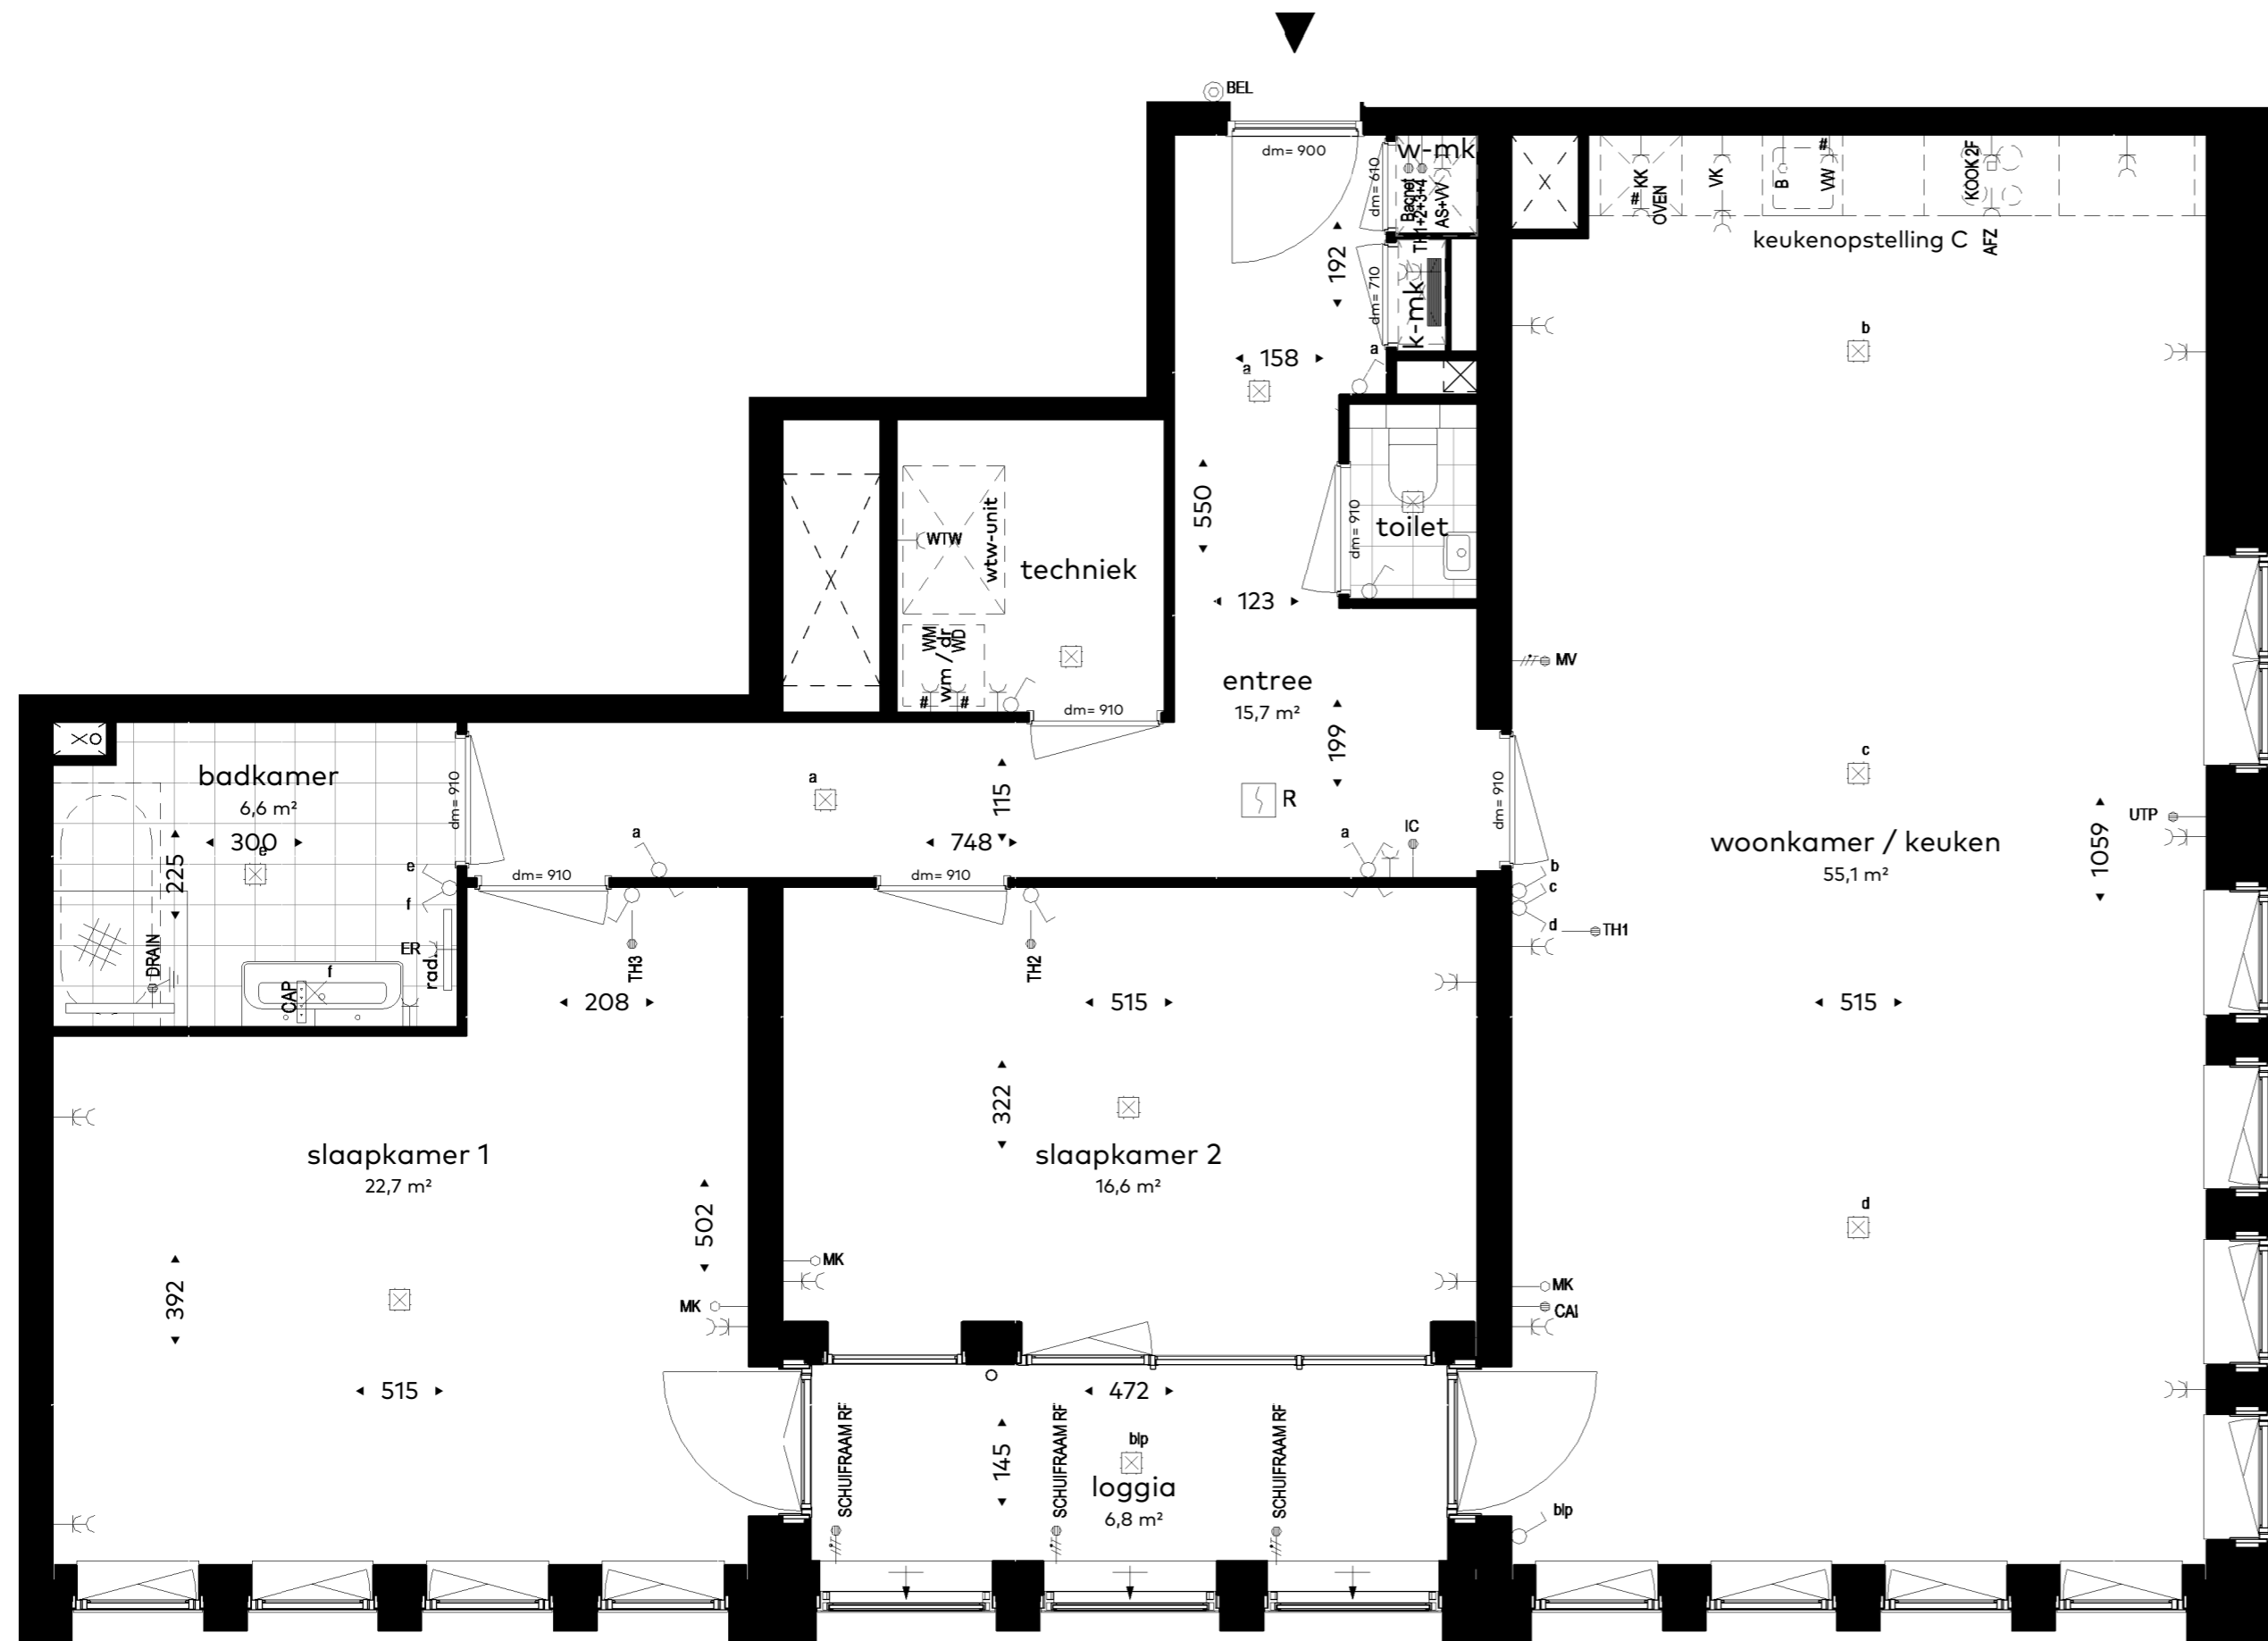 BEL
dm= 900
w-mk
dm= 610
Bacnet
TH1+2+3+4
AS+VV
192
dm= 710
k-mk
158
a
a
# KK
OVEN
VK
B
VW
#
KOOK 2F
AFZ
keukenopstelling C
b
550
dm= 910
toilet
WTW
wtw-unit
techniek
123
WM
WD
wm / dr
#
#
dm= 910
entree
15,7 m²
199
MV
badkamer
6,6 m²
300
e
225
dm= 910
e
f
DRAIN
CAP
f
ER
rad.
a
a
115
748
R
a
IC
dm= 910
dm= 910
dm= 910
c
woonkamer / keuken
55,1 m²
1059
UTP
b
c
d
TH1
TH3
TH2
208
515
515
322
slaapkamer 1
22,7 m²
slaapkamer 2
16,6 m²
502
392
MK
MK
d
MK
CAI
515
472
SCHUIFRAAM RF
145
SCHUIFRAAM RF
blp
loggia
6,8 m²
SCHUIFRAAM RF
blp